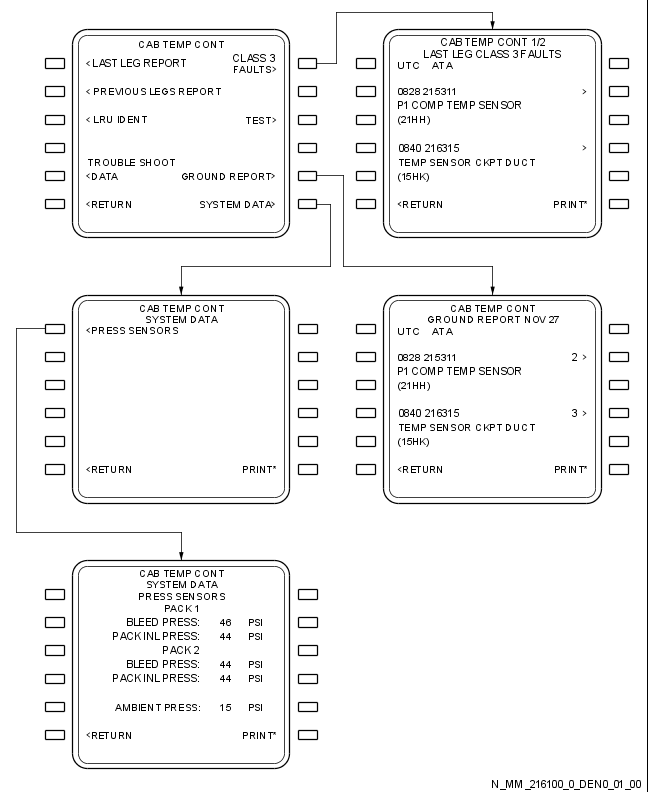 CAB TEMP CONT
<LAST LEG REPORT CLASS 3
FAULTS>
<PREVIOUS LEGS REPORT
<LRU IDENT TEST>
TROUBLE SHOOT
<DATA GROUND REPORT>
<RETURN SYSTEM DATA>
CAB TEMP CONT 1/2
LAST LEG CLASS 3 FAULTS
UTC ATA
0828 215311 >
P1 COMP TEMP SENSOR
(21HH)
0840 216315 >
TEMP SENSOR CKPT DUCT
(15HK)
<RETURN PRINT*
CAB TEMP CONT
SYSTEM DATA
<PRESS SENSORS
<RETURN PRINT*
CAB TEMP CONT
GROUND REPORT NOV 27
UTC ATA
0828 215311 2 >
P1 COMP TEMP SENSOR
(21HH)
0840 216315 3 >
TEMP SENSOR CKPT DUCT
(15HK)
<RETURN PRINT*
CAB TEMP CONT
SYSTEM DATA
PRESS SENSORS
PACK 1
BLEED PRESS: 46 PSI
PACK INL PRESS: 44 PSI
PACK 2
BLEED PRESS: 44 PSI
PACK INL PRESS: 44 PSI
AMBIENT PRESS: 15 PSI
<RETURN PRINT*
N_MM_216100_0_DEN0_01_00